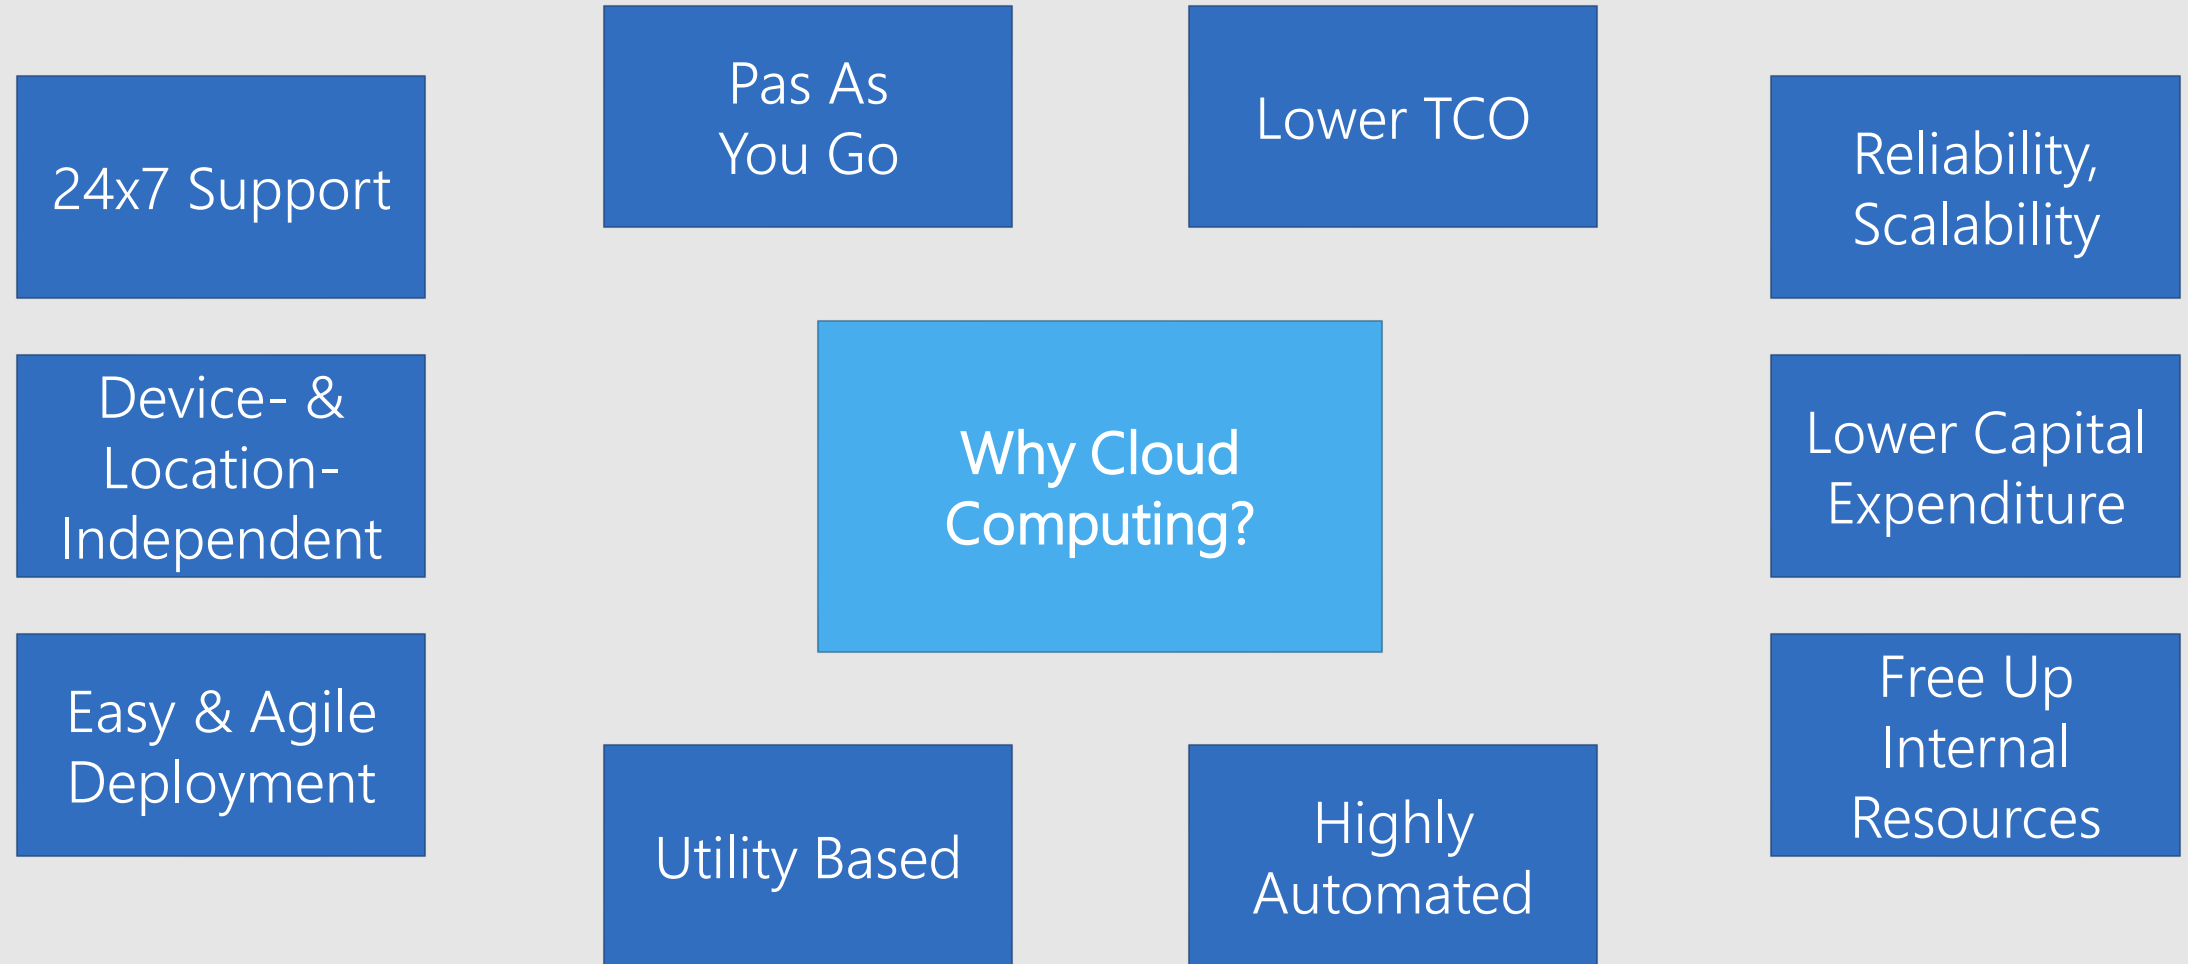 Pas As
You Go
Lower TCO
24x7 Support
Reliability,
Scalability
Device- &
Location-
Independent
Why Cloud
Computing?
Lower Capital
Expenditure
Easy & Agile
Deployment
Free Up
Internal
Resources
Utility Based
Highly
Automated